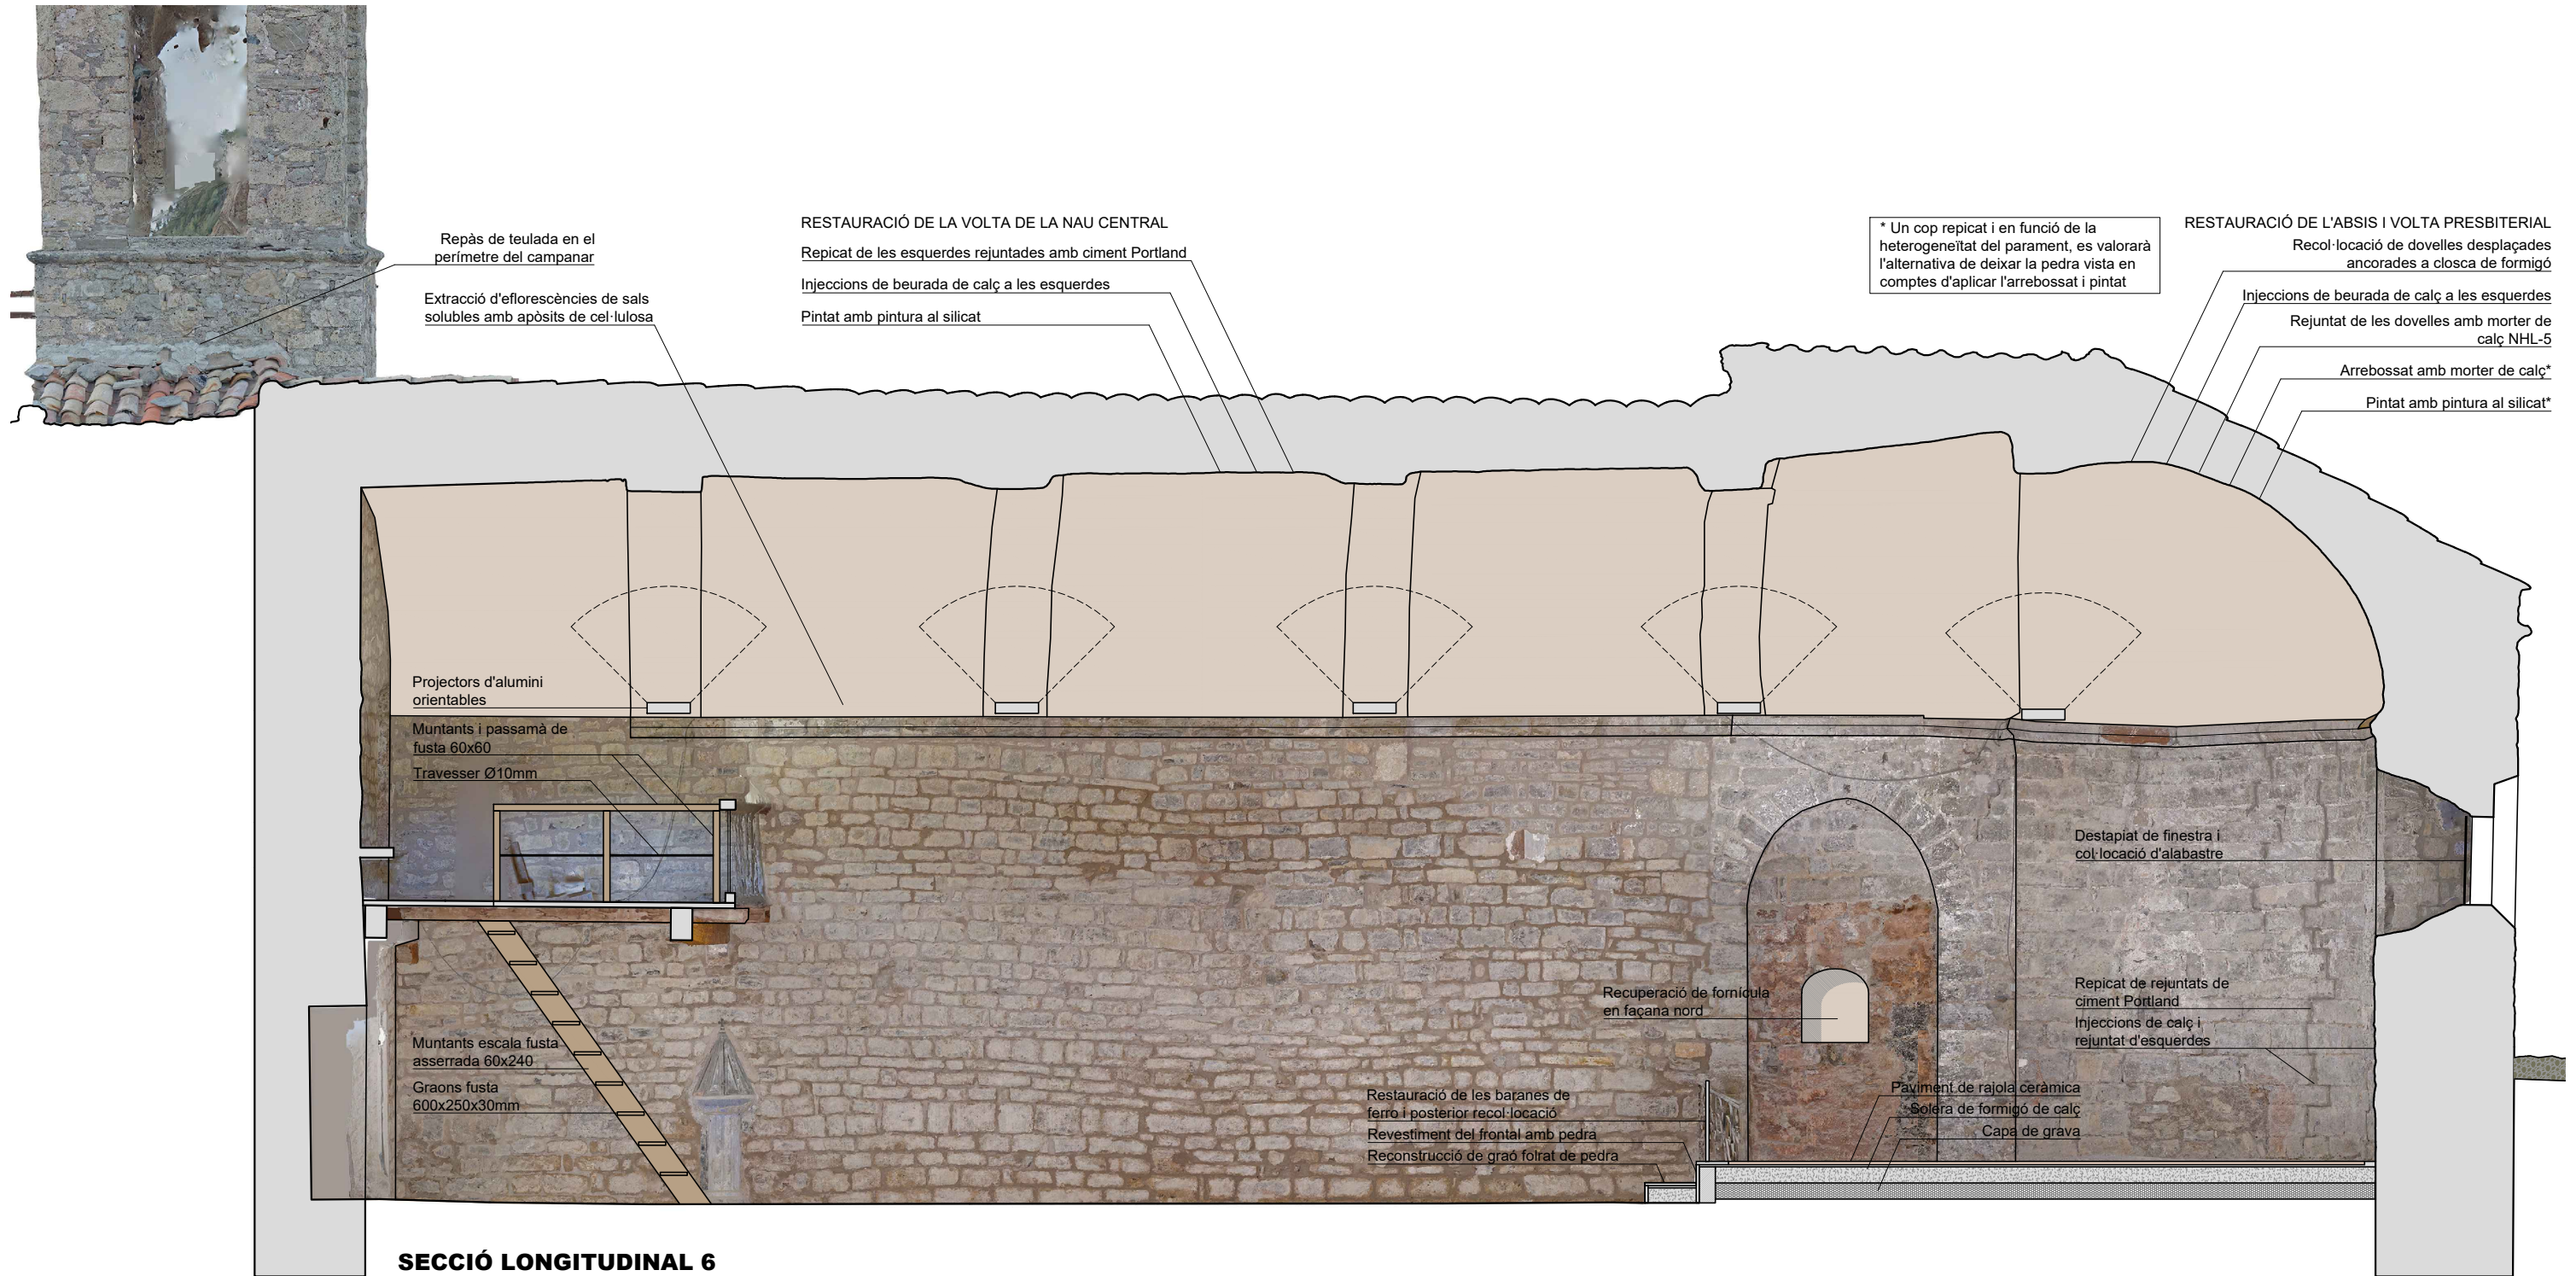 Repàs de teulada en el
perímetre del campanar
Extracció d'eflorescències de sals
solubles amb apòsits de cel·lulosa
RESTAURACIÓ DE LA VOLTA DE LA NAU CENTRAL
Repicat de les esquerdes rejuntades amb ciment Portland
Injeccions de beurada de calç a les esquerdes
Pintat amb pintura al silicat
* Un cop repicat i en funció de la
heterogeneïtat del parament, es valorarà
l'alternativa de deixar la pedra vista en
comptes d'aplicar l'arrebossat i pintat
RESTAURACIÓ DE L'ABSIS I VOLTA PRESBITERIAL
Recol·locació de dovelles desplaçades
ancorades a closca de formigó
Injeccions de beurada de calç a les esquerdes
Rejuntat de les dovelles amb morter de
calç NHL-5
Arrebossat amb morter de calç*
Pintat amb pintura al silicat*
Projectors d'alumini
orientables
Muntants i passamà de
fusta 60x60
Travesser Ø10mm
Destapiat de finestra i
col·locació d'alabastre
Recuperació de fornícula
en façana nord
Repicat de rejuntats de
ciment Portland
Injeccions de calç i
rejuntat d'esquerdes
Muntants escala fusta
asserrada 60x240
Graons fusta
600x250x30mm
Restauració de les baranes de
ferro i posterior recol·locació
Revestiment del frontal amb pedra
Reconstrucció de graó folrat de pedra
Paviment de rajola ceràmica
Solera de formigó de calç
Capa de grava
SECCIÓ LONGITUDINAL 6